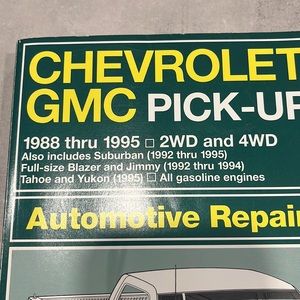 CHEVROLET
GMC PICK-UP
1988 thru 1995 □ 2WD and 4WD
Also includes Suburban (1992 thru 1995)
Full-size Blazer and Jimmy (1992 thru 1994)
Tahoe and Yukon (1995) □ All gasoline engines
Automotive Repair